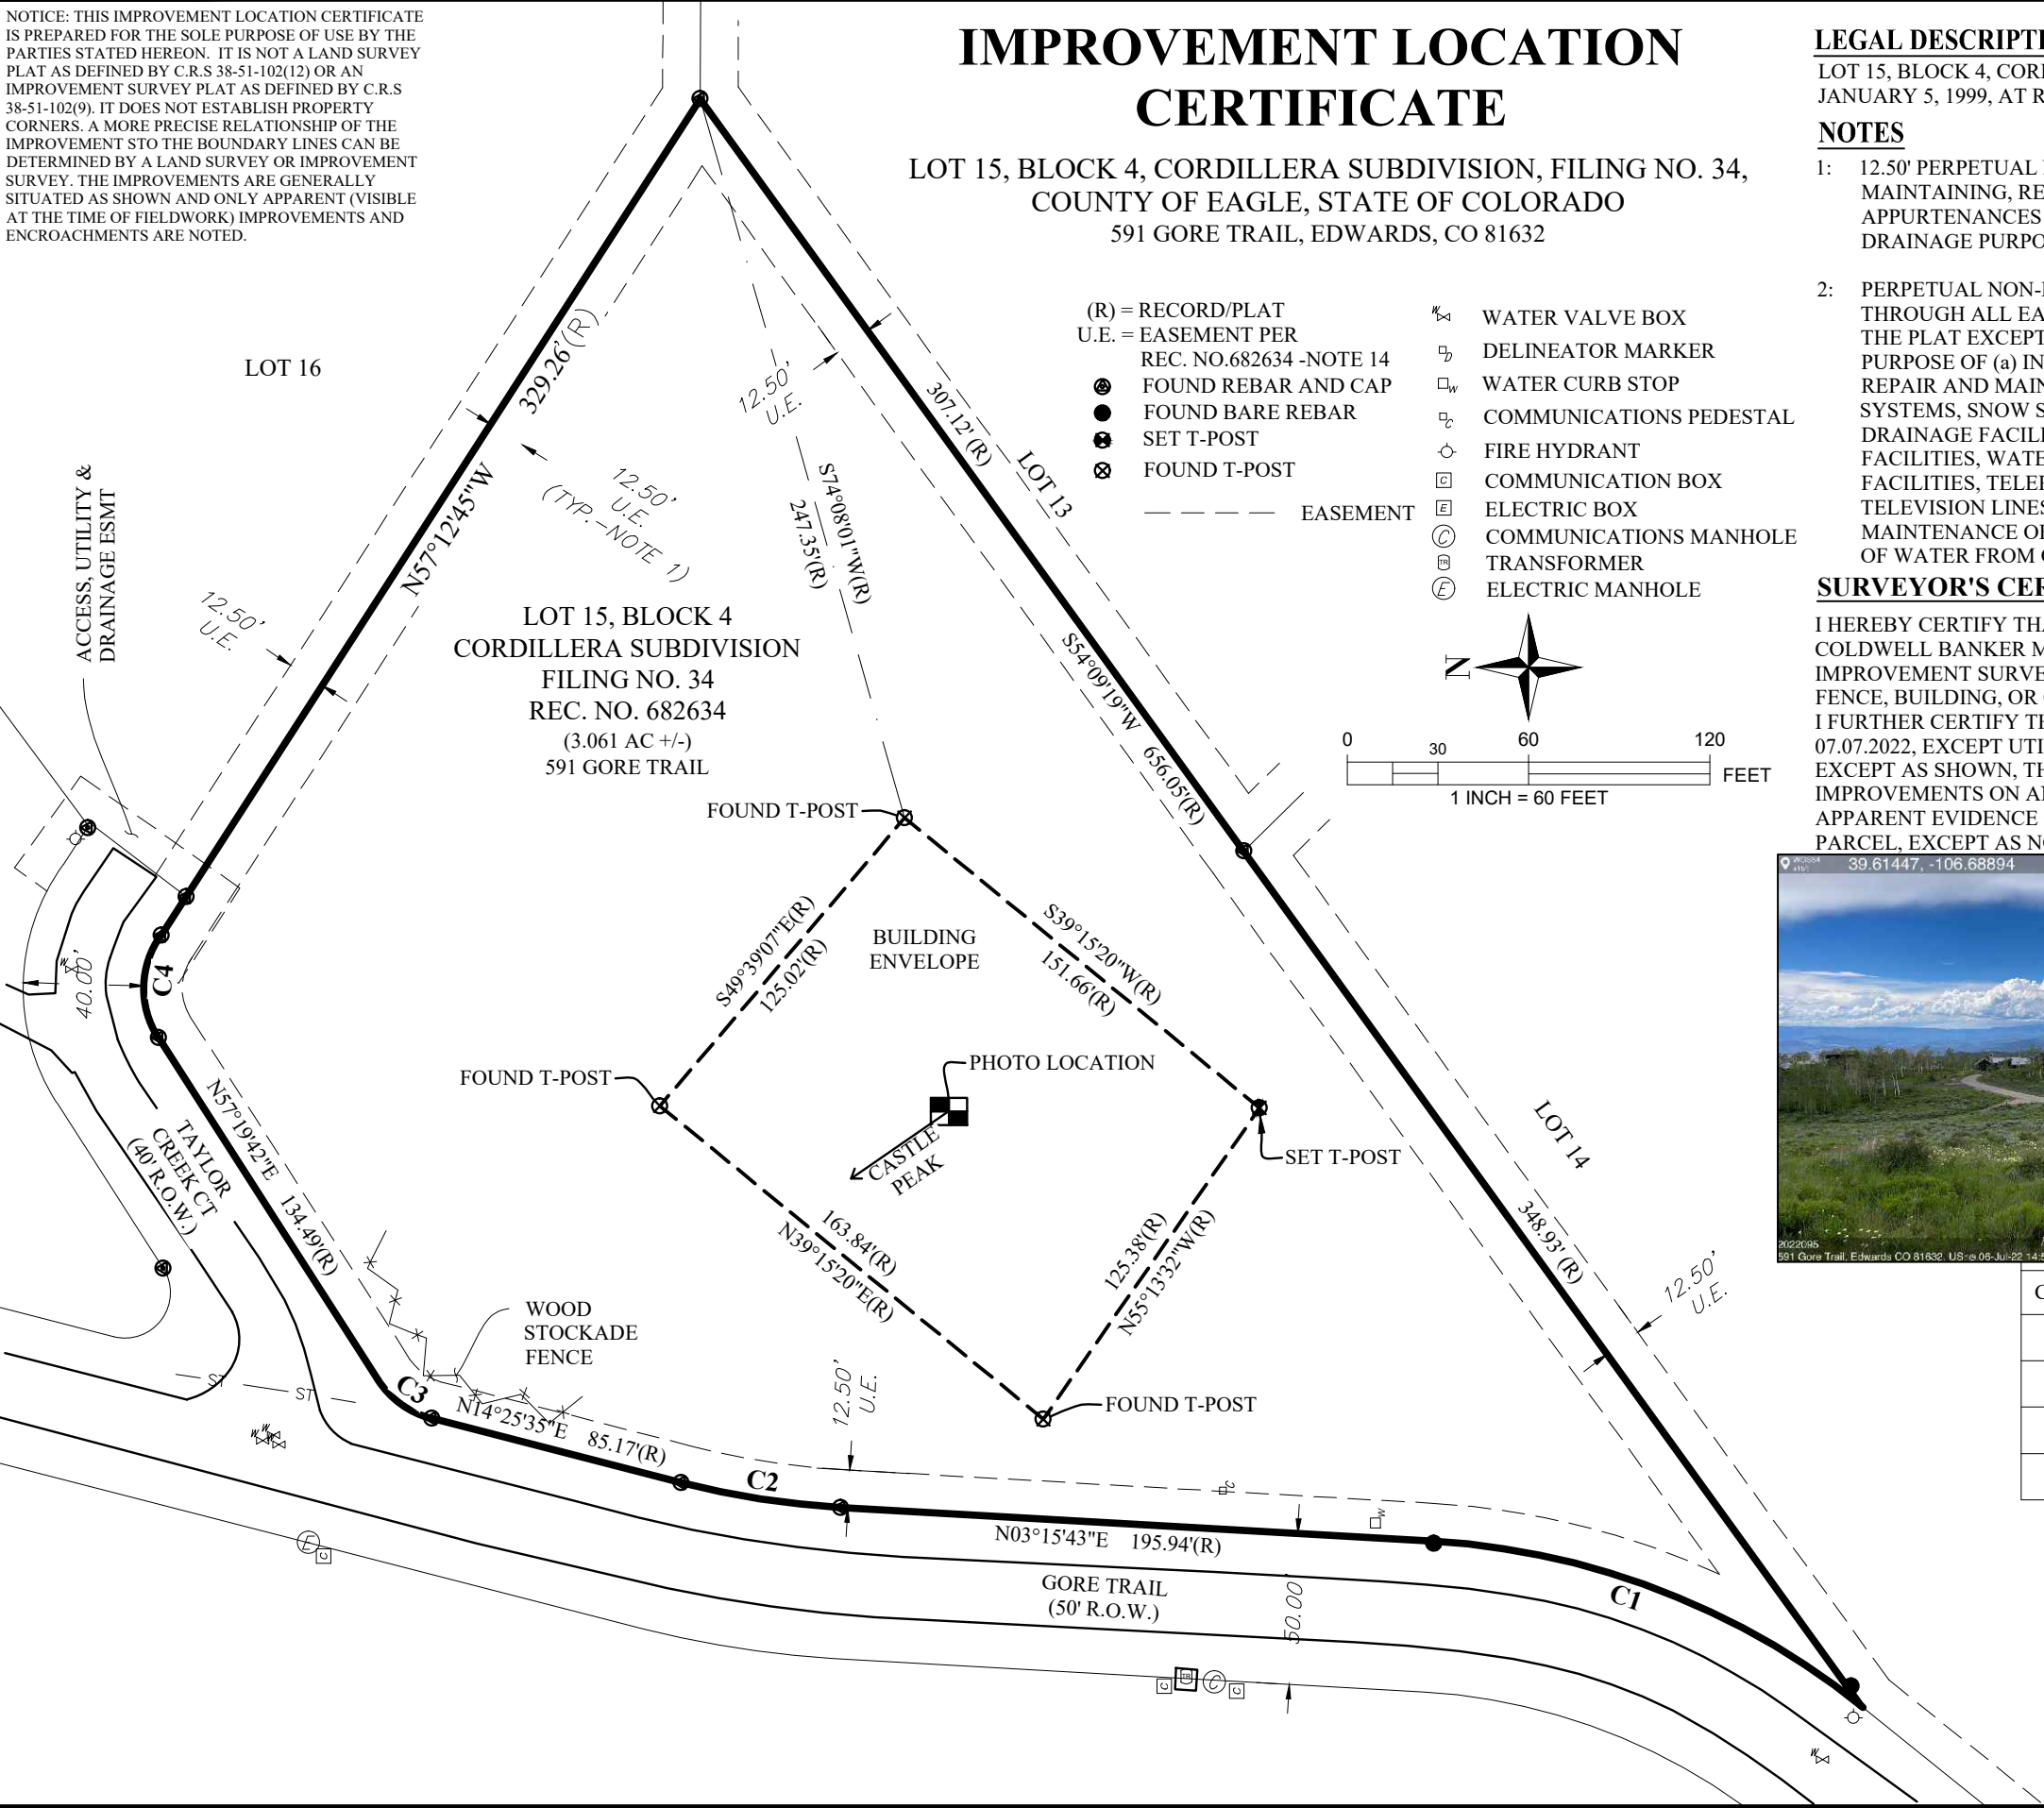 NOTICE: THIS IMPROVEMENT LOCATION CERTIFICATE
IS PREPARED FOR THE SOLE PURPOSE OF USE BY THE
PARTIES STATED HEREON. IT IS NOT A LAND SURVEY
PLAT AS DEFINED BY C.R.S 38-51-102(12) OR AN
IMPROVEMENT SURVEY PLAT AS DEFINED BY C.R.S
38-51-102(9). IT DOES NOT ESTABLISH PROPERTY
CORNERS. A MORE PRECISE RELATIONSHIP OF THE
IMPROVEMENT STO THE BOUNDARY LINES CAN BE
DETERMINED BY A LAND SURVEY OR IMPROVEMENT
SURVEY. THE IMPROVEMENTS ARE GENERALLY
SITUATED AS SHOWN AND ONLY APPARENT (VISIBLE
AT THE TIME OF FIELDWORK) IMPROVEMENTS AND
ENCROACHMENTS ARE NOTED.
IMPROVEMENT LOCATION
CERTIFICATE
LOT 15, BLOCK 4, CORDILLERA SUBDIVISION, FILING NO. 34,
COUNTY OF EAGLE, STATE OF COLORADO
591 GORE TRAIL, EDWARDS, CO 81632
(R) = RECORD/PLAT
U.E. = EASEMENT PER
REC. NO.682634 -NOTE 14
FOUND REBAR AND CAP
FOUND BARE REBAR
SET T-POST
FOUND T-POST
EASEMENT
W WATER VALVE BOX
D DELINEATOR MARKER
W WATER CURB STOP
C COMMUNICATIONS PEDESTAL
FIRE HYDRANT
C COMMUNICATION BOX
E ELECTRIC BOX
C COMMUNICATIONS MANHOLE
TR TRANSFORMER
E ELECTRIC MANHOLE
N
0 30 60 120
FEET
1 INCH = 60 FEET
LEGAL DESCRIPTI
LOT 15, BLOCK 4, CORD
JANUARY 5, 1999, AT R
NOTES
1: 12.50' PERPETUAL
MAINTAINING, RE
APPURTENANCES
DRAINAGE PURPO
2: PERPETUAL NON-
THROUGH ALL EA
THE PLAT EXCEPT
PURPOSE OF (a) IN
REPAIR AND MAIN
SYSTEMS, SNOW S
DRAINAGE FACILI
FACILITIES, WATE
FACILITIES, TELE
TELEVISION LINES
MAINTENANCE O
OF WATER FROM
SURVEYOR'S CER
I HEREBY CERTIFY THA
COLDWELL BANKER M
IMPROVEMENT SURVE
FENCE, BUILDING, OR
I FURTHER CERTIFY TH
07.07.2022, EXCEPT UTI
EXCEPT AS SHOWN, TH
IMPROVEMENTS ON A
APPARENT EVIDENCE
PARCEL, EXCEPT AS N
WGS84
39.61447, -106.68894
2022095
591 Gore Trail, Edwards CO 81632, US
06-Jul-22
C
LOT 16
329.26' (R)
N57°12'45"W
12.50'
U.E.
12.50'
U.E.
(TYP.-NOTE 1)
12.50'
U.E.
307.12' (R)
LOT 13
S74°08'01"W(R)
247.35'(R)
S54°09'19"W 656.05'(R)
ACCESS, UTILITY &
DRAINAGE ESMT
LOT 15, BLOCK 4
CORDILLERA SUBDIVISION
FILING NO. 34
REC. NO. 682634
(3.061 AC +/-)
591 GORE TRAIL
FOUND T-POST
S49°39'07"E(R)
125.02'(R)
BUILDING
ENVELOPE
S39°15'20"W(R)
151.66'(R)
W
40.00'
C4
FOUND T-POST
PHOTO LOCATION
CASTLE
PEAK
SET T-POST
LOT 14
N57°19'42"E 134.49'(R)
TAYLOR
CREEK CT
(40' R.O.W.)
163.84'(R)
N39°15'20"E(R)
125.38'(R)
N55°13'32"W(R)
348.93' (R)
12.50'
U.E.
WOOD
STOCKADE
FENCE
12.50'
U.E.
FOUND T-POST
ST
ST
C3
N14°25'35"E 85.17'(R)
W
W
W
C2
C
W
N03°15'43"E 195.94'(R)
E
C
GORE TRAIL
(50' R.O.W.)
50.00'
C1
C
TR
C
C
W